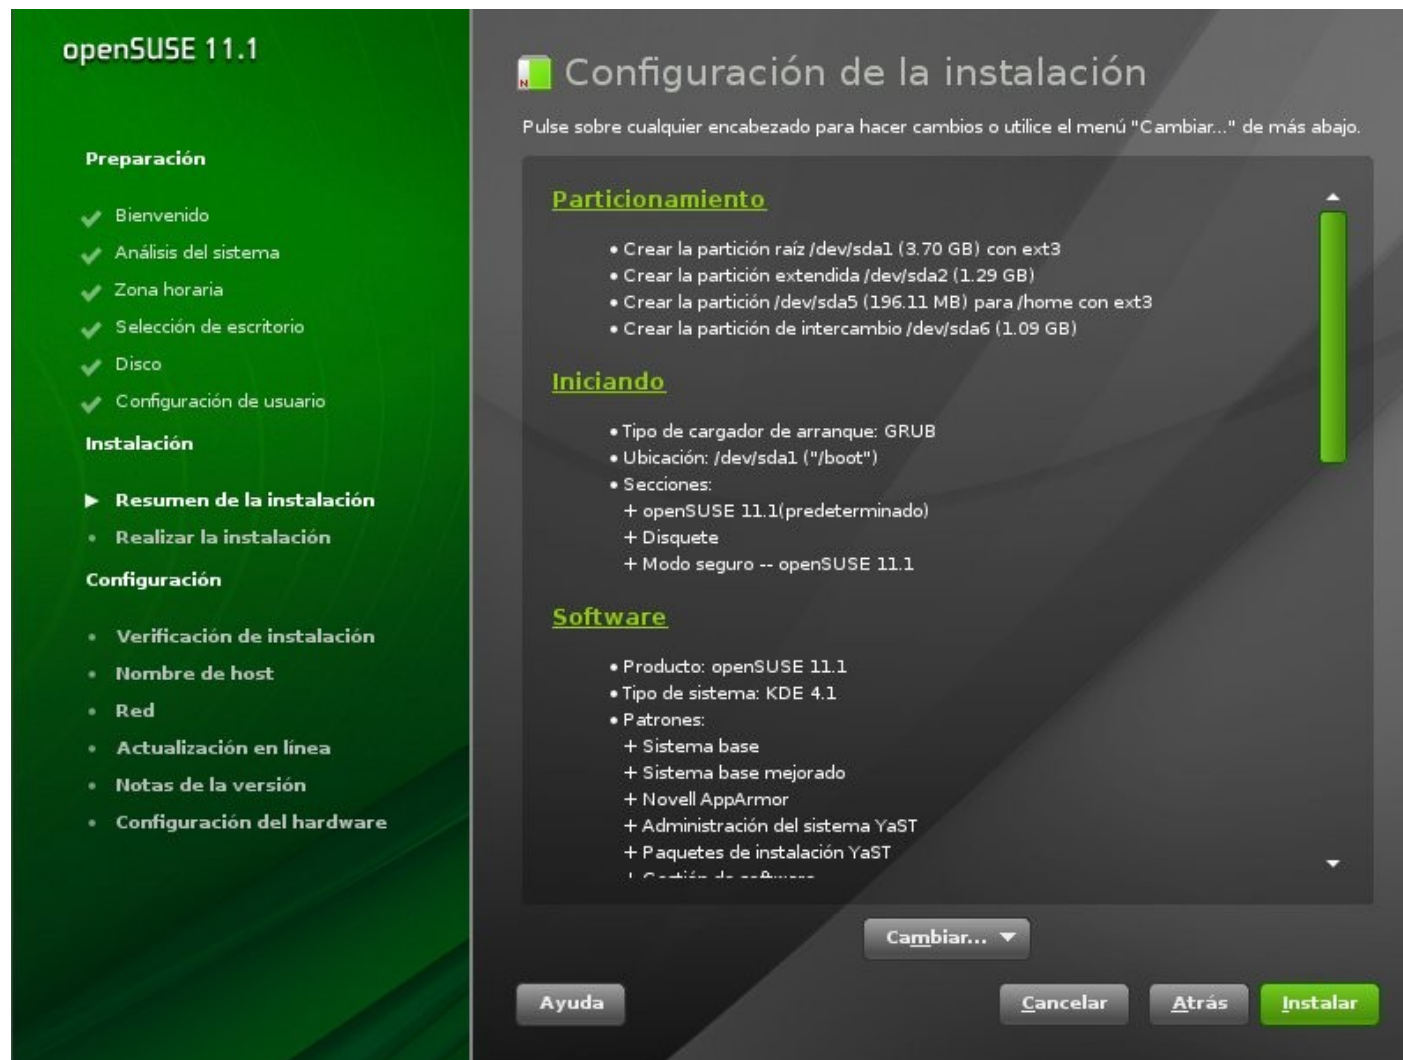 openSUSE 11.1
Preparación
Bienvenido
Análisis del sistema
Zona horaria
Selección de escritorio
Disco
Configuración de usuario
Instalación
Resumen de la instalación
Realizar la instalación
Configuración
Verificación de instalación
Nombre de host
Red
Actualización en línea
Notas de la versión
Configuración del hardware
N
Configuración de la instalación
Pulse sobre cualquier encabezado para hacer cambios o utilice el menú "Cambiar..." de más abajo.
Particionamiento
• Crear la partición raíz /dev/sda1 (3.70 GB) con ext3
• Crear la partición extendida /dev/sda2 (1.29 GB)
• Crear la partición /dev/sda5 (196.11 MB) para /home con ext3
• Crear la partición de intercambio /dev/sda6 (1.09 GB)
Iniciando
• Tipo de cargador de arranque: GRUB
• Ubicación: /dev/sda1 ("/boot")
• Secciones:
+ openSUSE 11.1(predeterminado)
+ Disquete
+ Modo seguro -- openSUSE 11.1
Software
• Producto: openSUSE 11.1
• Tipo de sistema: KDE 4.1
• Patrones:
+ Sistema base
+ Sistema base mejorado
+ Novell AppArmor
+ Administración del sistema YaST
+ Paquetes de instalación YaST
+ Gestión de software
Cambiar...
Ayuda
Cancelar
Atrás
Instalar